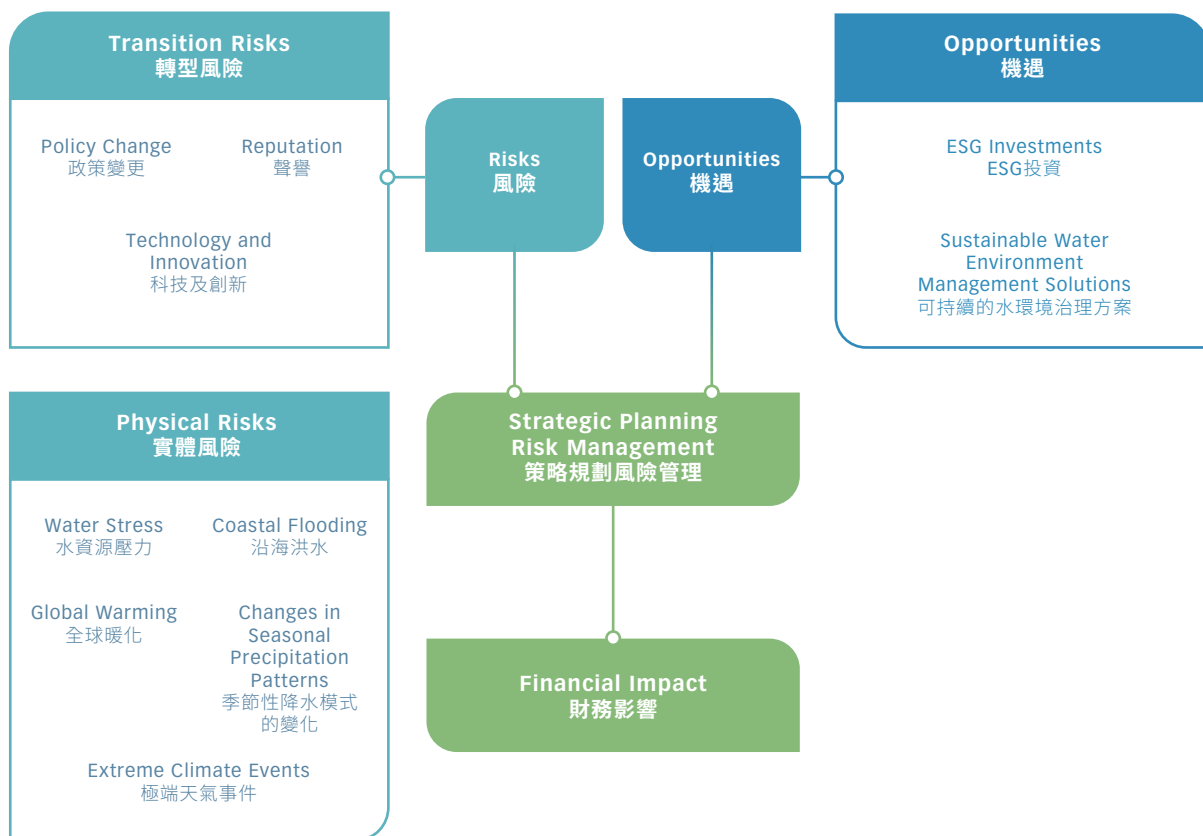 Transition Risks
轉型風險
Policy Change
政策變更
Reputation
聲譽
Technology and
Innovation
科技及創新
Physical Risks
實體風險
Water Stress
水資源壓力
Coastal Flooding
沿海洪水
Global Warming
全球暖化
Changes in
Seasonal
Precipitation
Patterns
季節性降水模式
的變化
Extreme Climate Events
極端天氣事件
Risks
風險
Opportunities
機遇
Strategic Planning
Risk Management
策略規劃風險管理
Financial Impact
財務影響
Opportunities
機遇
ESG Investments
ESG投資
Sustainable Water
Environment
Management Solutions
可持續的水環境治理方案